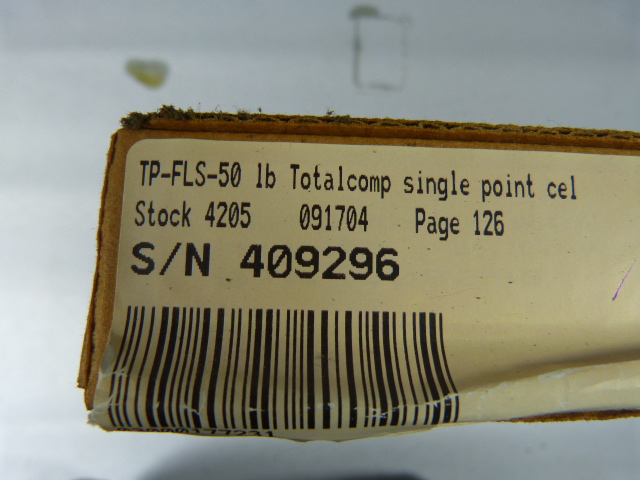 TP-FLS-50 lb Totalcomp single point cel
Stock 4205 091704 Page 126
S/N 409296